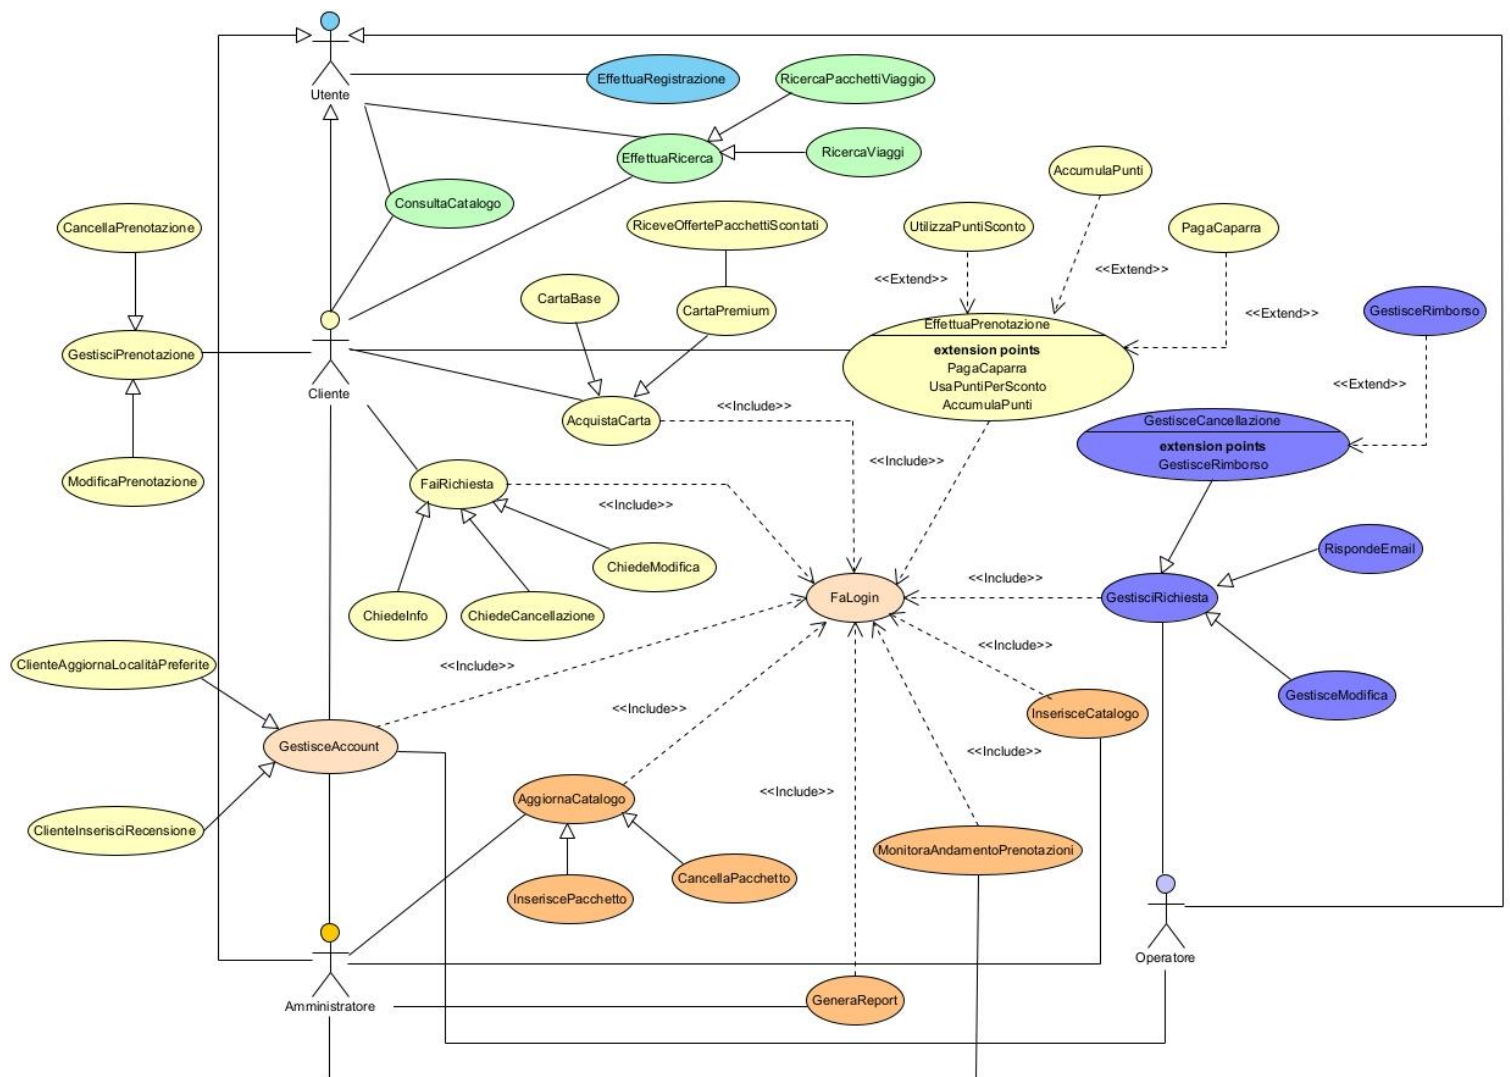 Utente
EffettuaRegistrazione
RicercaPacchettiViaggio
EffettuaRicerca
RicercaViaggi
AccumulaPunti
ConsultaCatalogo
CancellaPrenotazione
RiceveOffertePacchettiScontati
UtilizzaPuntiSconto
PagaCaparra
<<Extend>>
<<Extend>>
<<Extend>>
CartaBase
CartaPremium
GestisceRimborso
EffettuaPrenotazione
extension points
PagaCaparra
UsaPuntiPerSconto
AccumulaPunti
GestisciPrenotazione
Cliente
<<Extend>>
<<Include>>
AcquistaCarta
GestisceCancellazione
extension points
GestisceRimborso
<<Include>>
ModificaPrenotazione
FaiRichiesta
<<Include>>
RispondeEmail
ChiedeModifica
<<Include>>
FaLogin
GestisciRichiesta
ChiedeInfo
ChiedeCancellazione
<<Include>>
ClienteAggiornaLocalitàPreferite
<<Include>>
GestisceModifica
<<Include>>
InserisceCatalogo
GestisceAccount
<<Include>>
<<Include>>
AggiornaCatalogo
ClienteInserisciRecensione
MonitoraAndamentoPrenotazioni
CancellaPacchetto
InseriscePacchetto
Operatore
Amministratore
GeneraReport